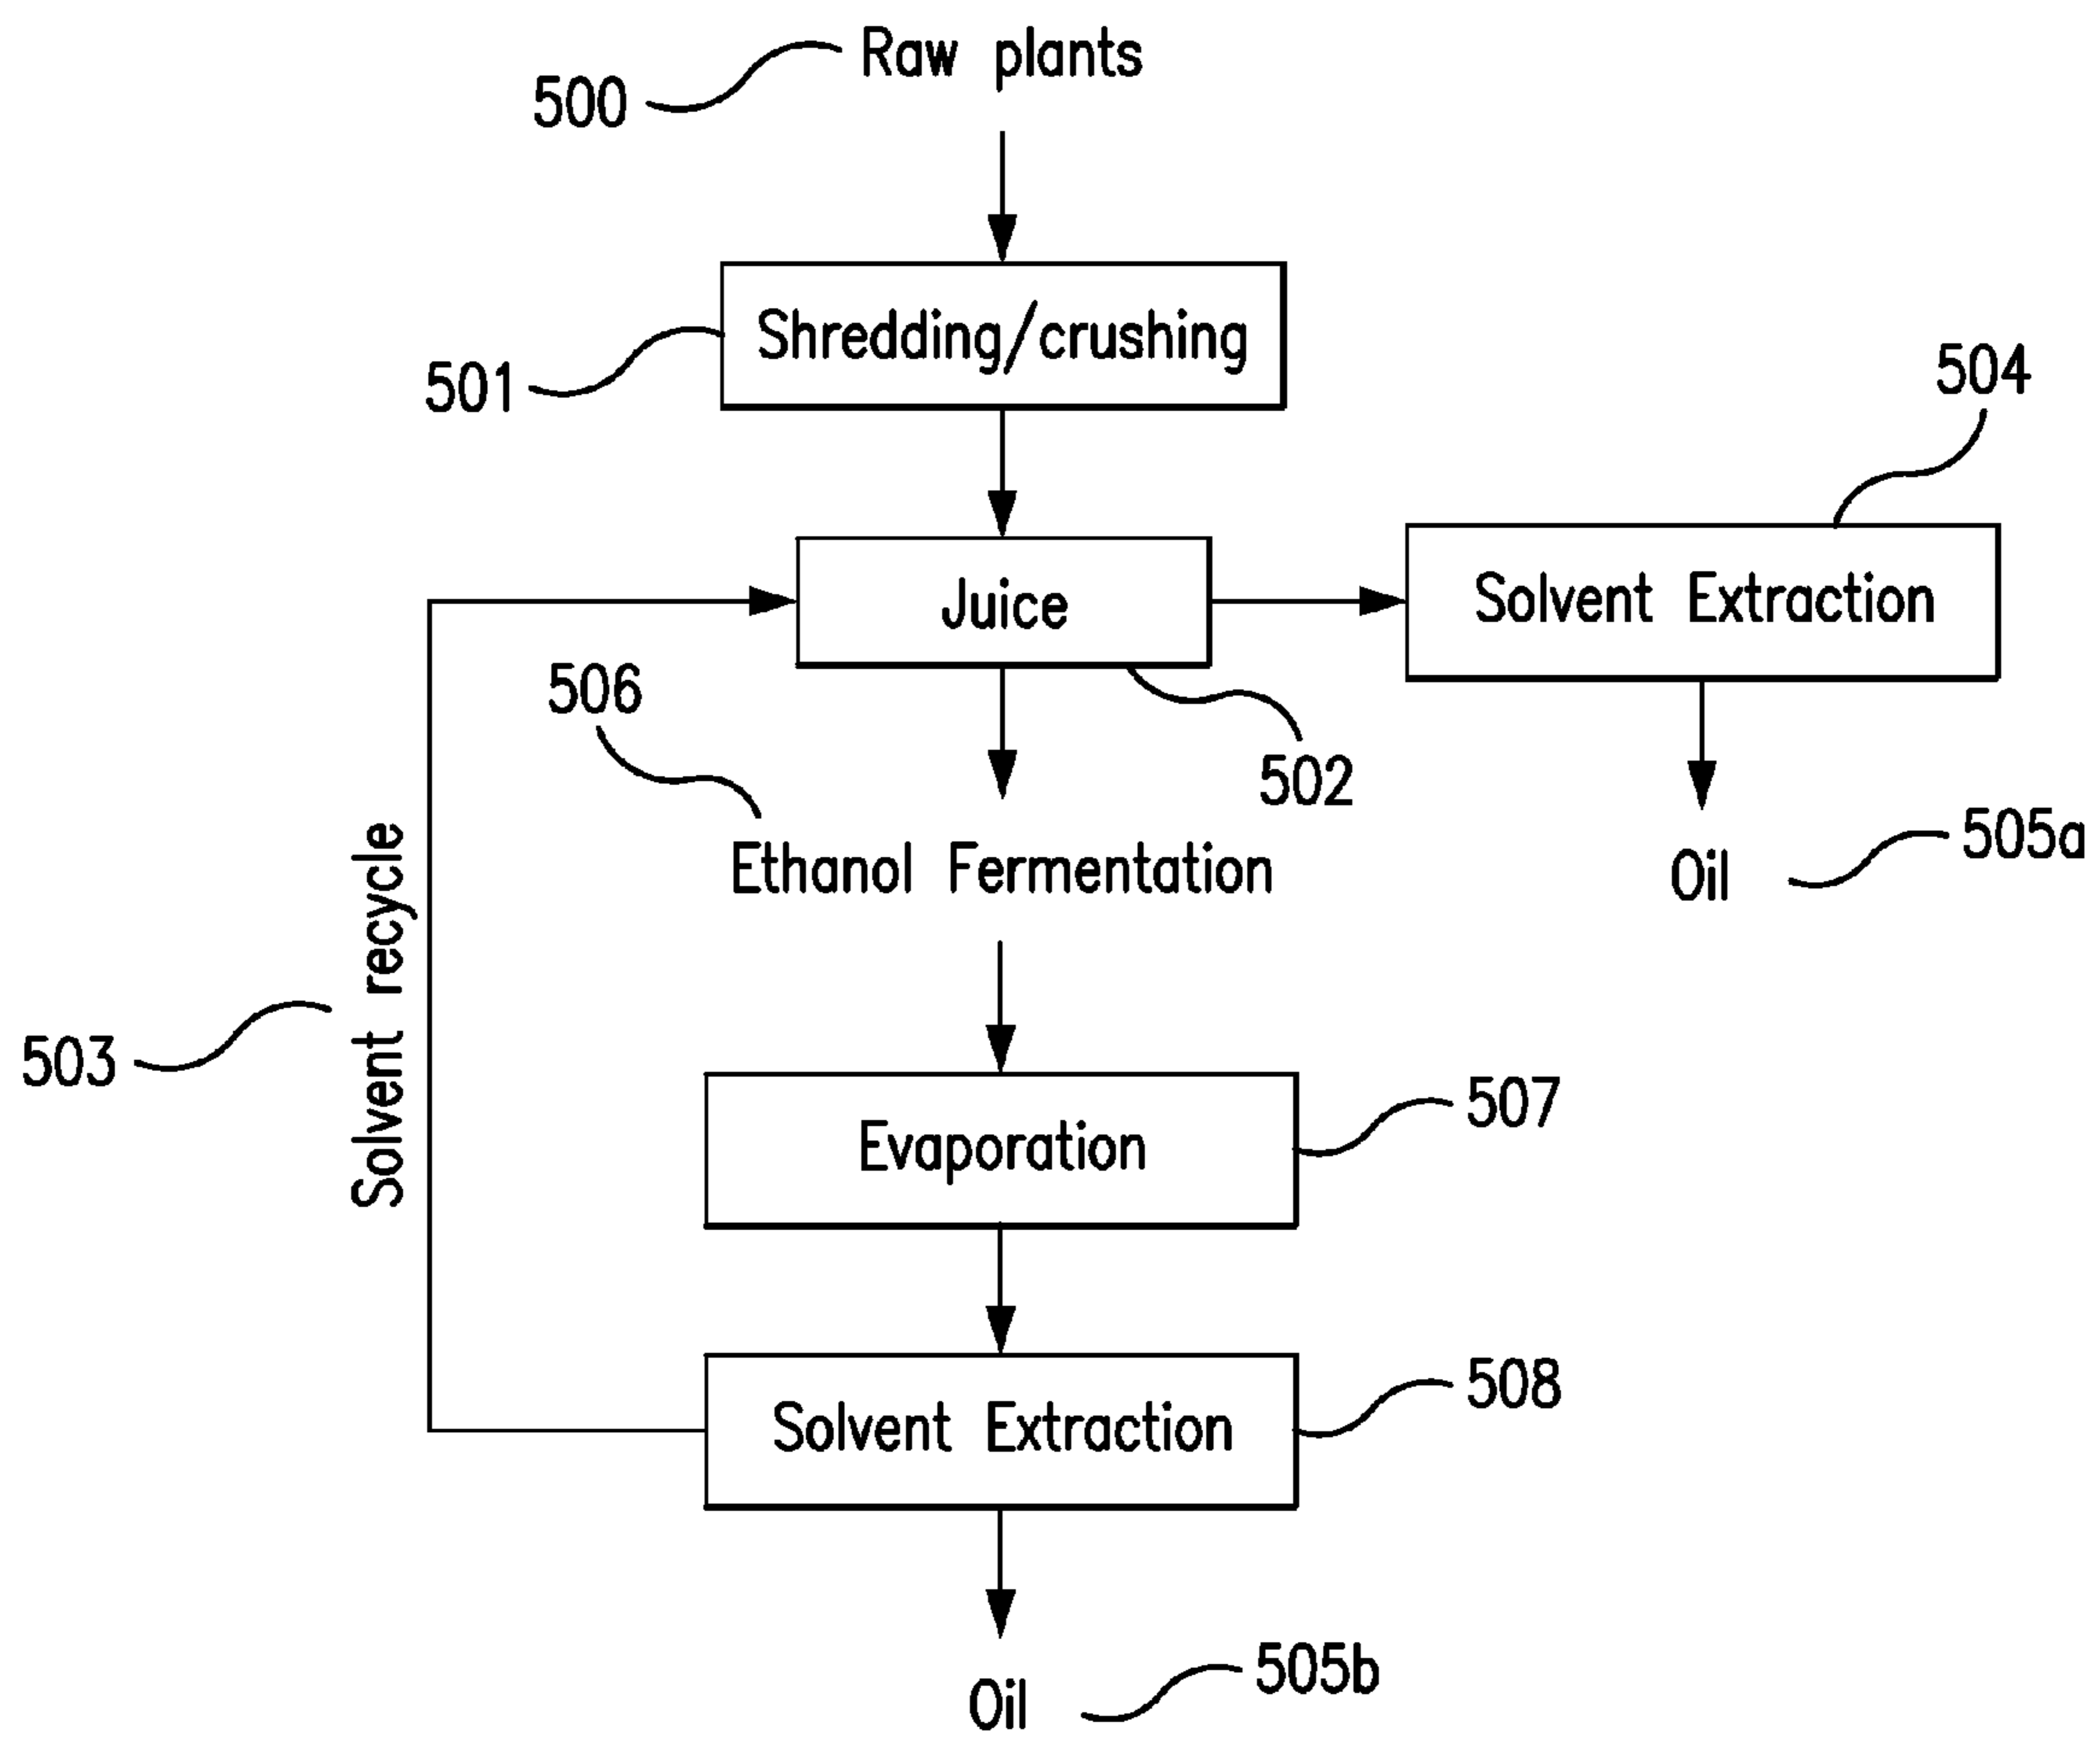 Raw plants
500
Shredding/crushing
501
504
Juice
Solvent Extraction
506
502
505a
Ethanol Fermentation
Oil
Solvent recycle
503
507
Evaporation
508
Solvent Extraction
505b
Oil